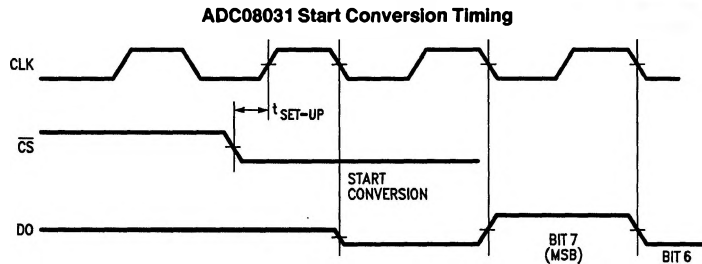 ADC08031 Start Conversion Timing
CLK
t SET-UP
CS
START
CONVERSION
DO
BIT 7
(MSB)
BIT 6